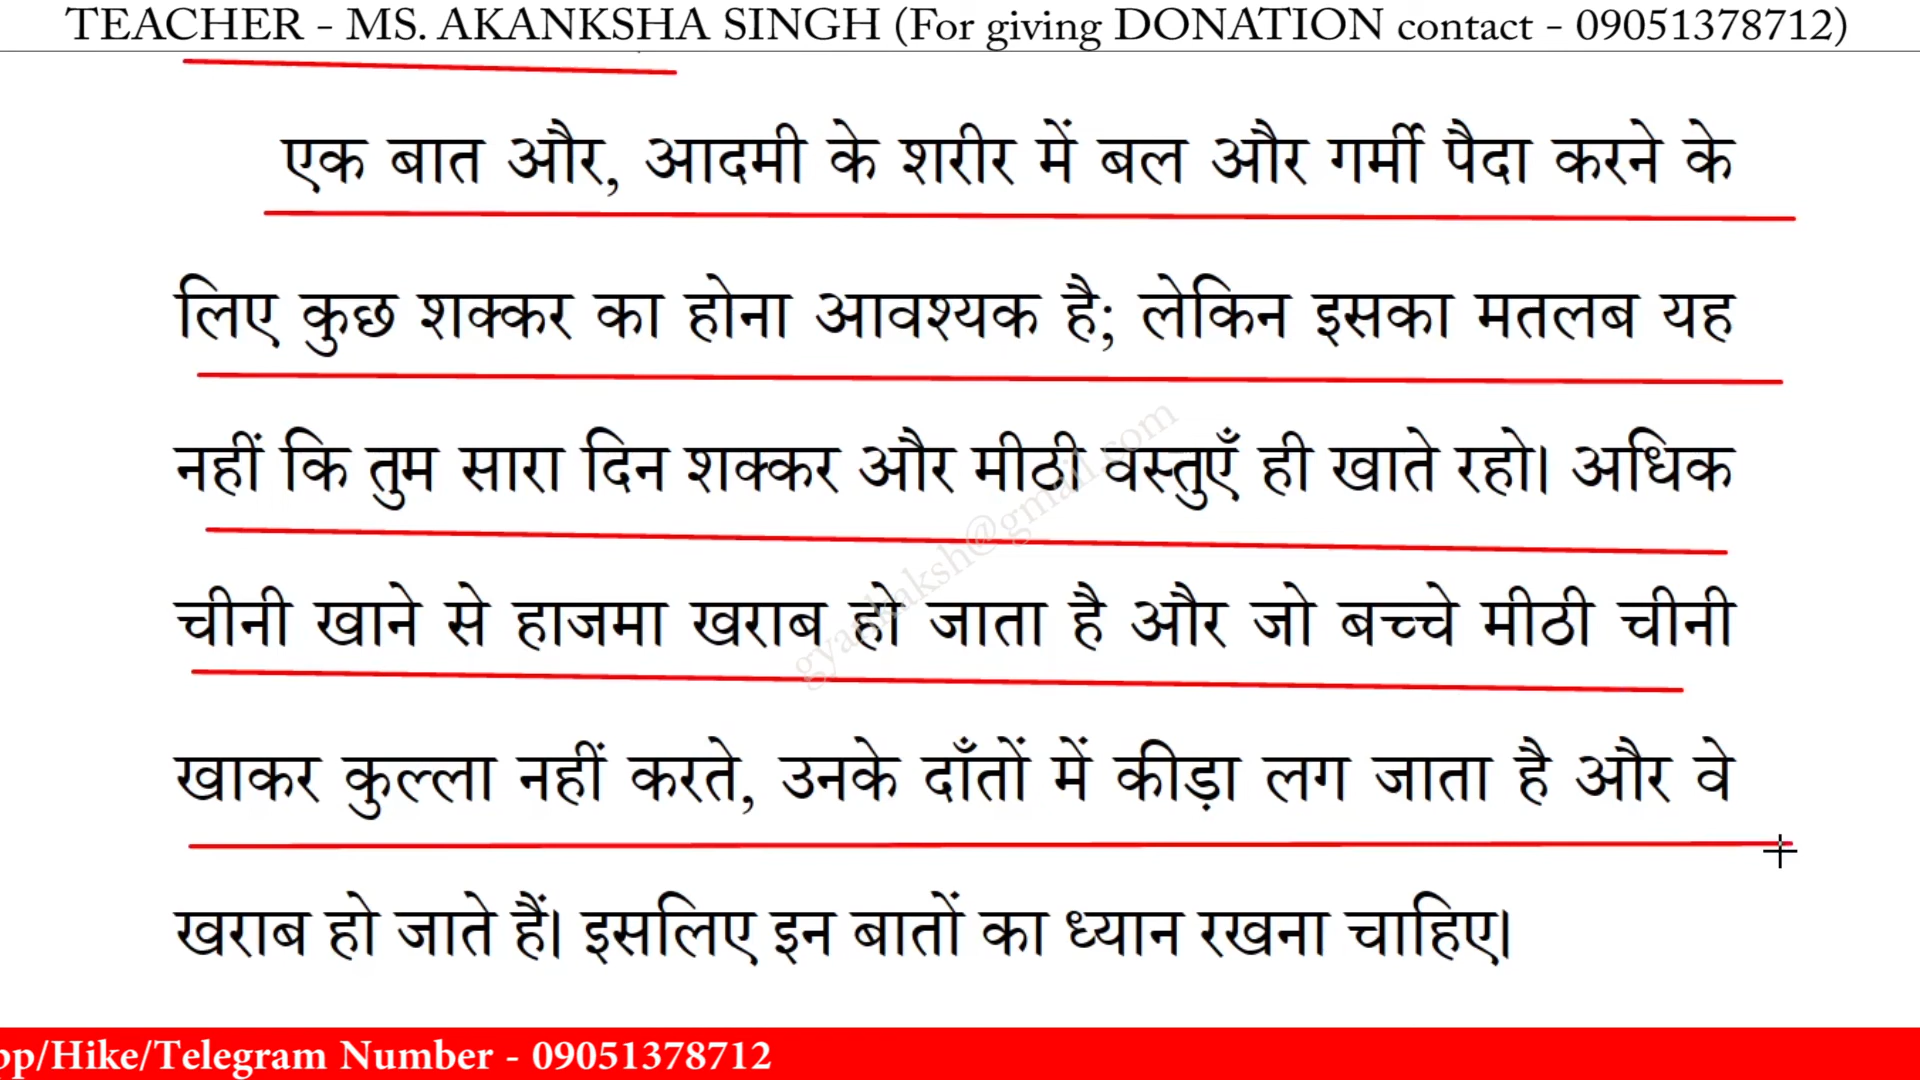 TEACHER - MS. AKANKSHA SINGH (For giving DONATION contact - 09051378712)
एक बात और, आदमी के शरीर में बल और गर्मी पैदा करने के
लिए कुछ शक्कर का होना आवश्यक है; लेकिन इसका मतलब यह
नहीं कि तुम सारा दिन शक्कर और मीठी वस्तुएँ ही खाते रहो। अधिक
चीनी खाने से हाजमा खराब हो जाता है और जो बच्चे मीठी चीनी
खाकर कुल्ला नहीं करते, उनके दाँतों में कीड़ा लग जाता है और वे
खराब हो जाते हैं। इसलिए इन बातों का ध्यान रखना चाहिए।
pp/Hike/Telegram Number - 09051378712